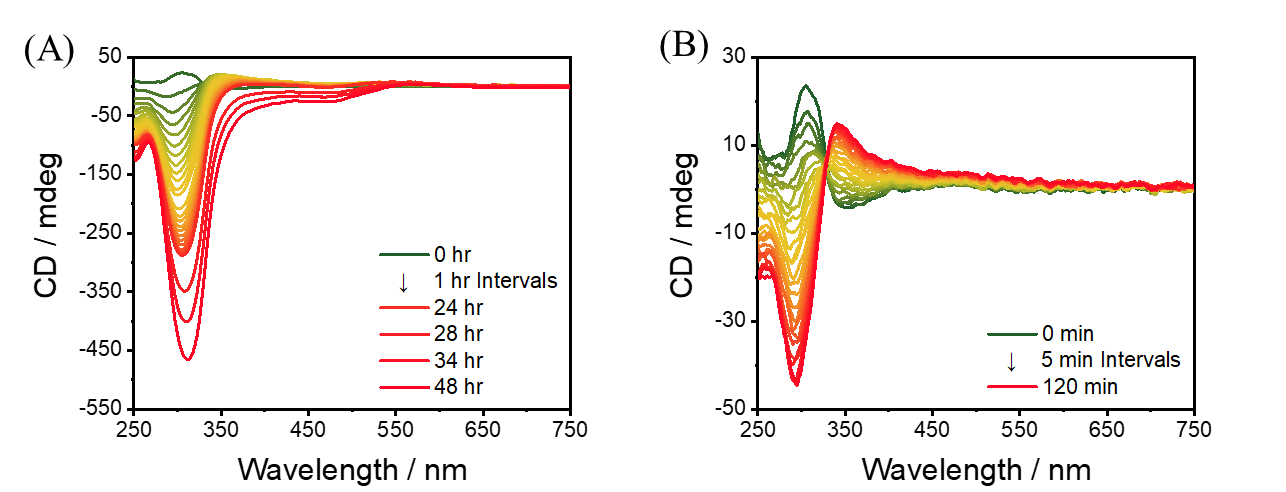 (A)
50
-50
-150
-250
-350
-450
-550
CD / mdeg
0 hr
↓ 1 hr Intervals
24 hr
28 hr
34 hr
48 hr
250 350 450 550 650 750
Wavelength / nm
(B)
30
10
-10
-30
-50
CD / mdeg
0 min
↓ 5 min Intervals
120 min
250 350 450 550 650 750
Wavelength / nm